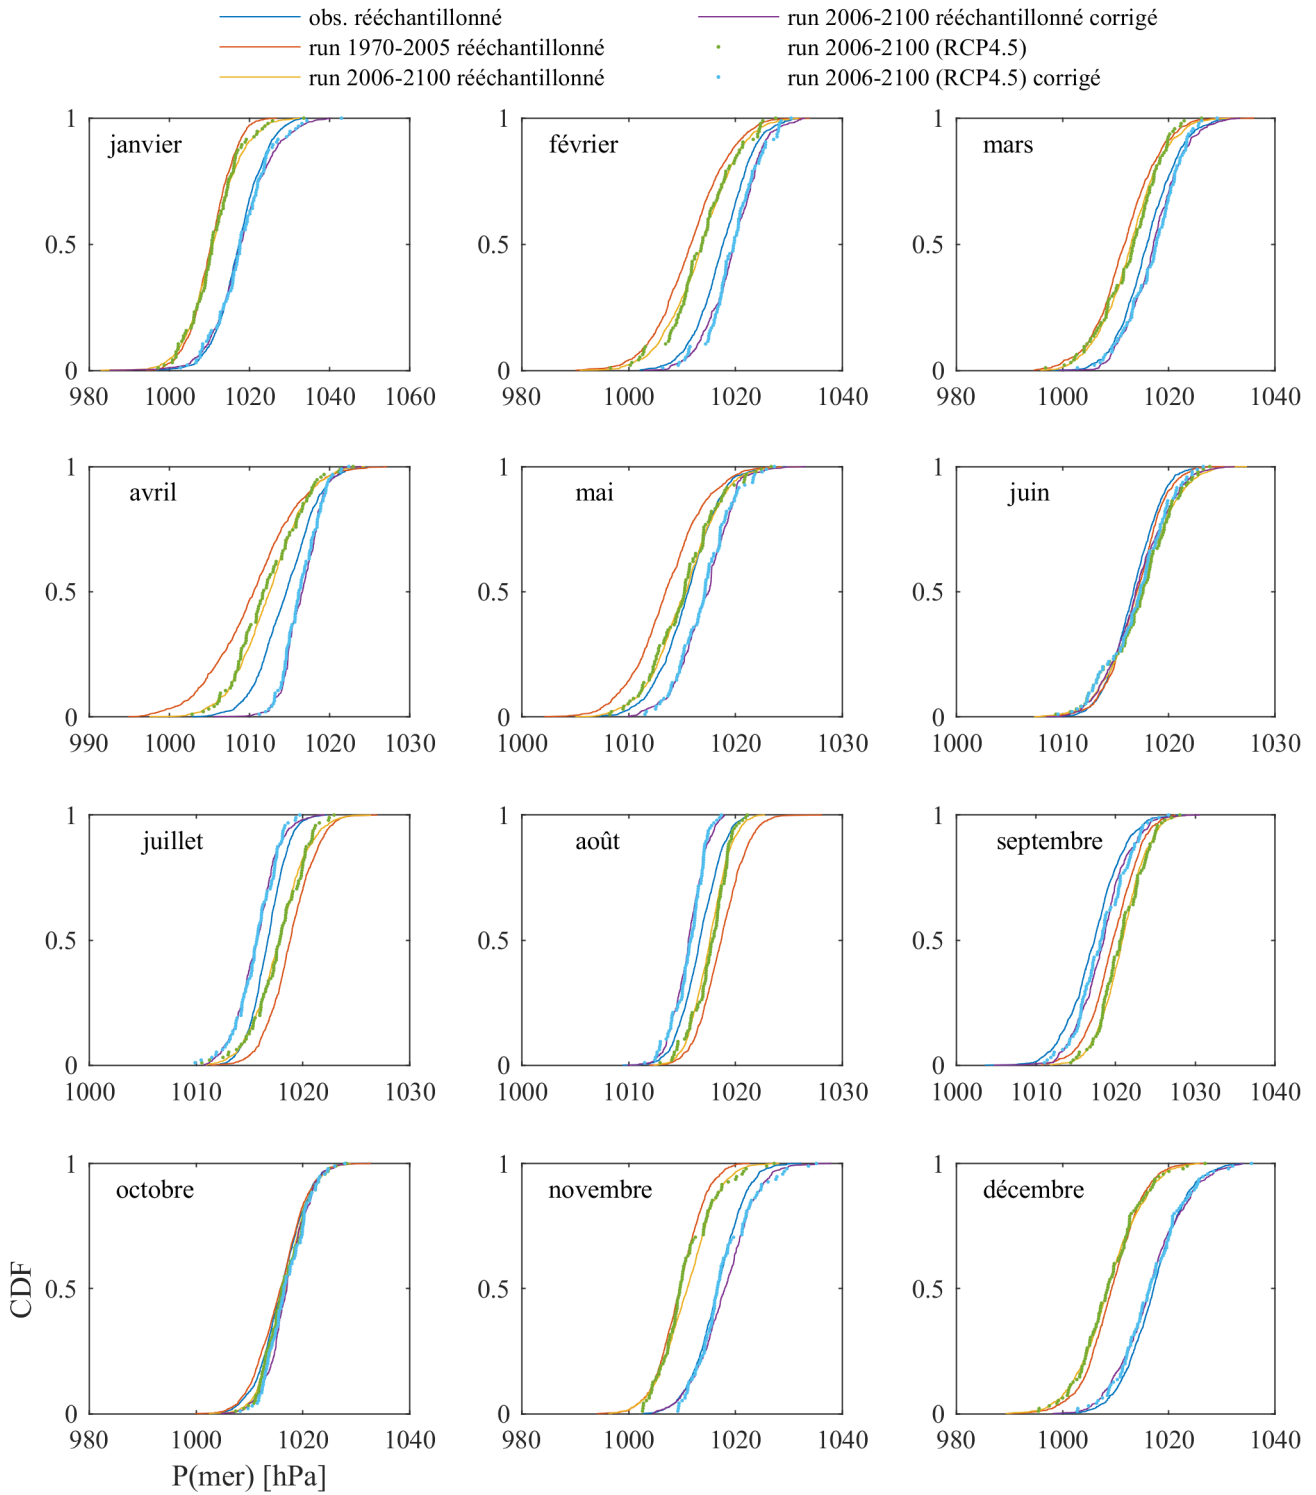 obs. rééchantillonné
run 1970-2005 rééchantillonné
run 2006-2100 rééchantillonné
run 2006-2100 rééchantillonné corrigé
run 2006-2100 (RCP4.5)
run 2006-2100 (RCP4.5) corrigé
janvier
1
0.5
0
980 1000 1020 1040 1060
février
1
0.5
0
980 1000 1020 1040
mars
1
0.5
0
980 1000 1020 1040
avril
1
0.5
0
990 1000 1010 1020 1030
mai
1
0.5
0
1000 1010 1020 1030
juin
1
0.5
0
1000 1010 1020 1030
juillet
1
0.5
0
1000 1010 1020 1030
août
1
0.5
0
1000 1010 1020 1030
septembre
1
0.5
0
1000 1010 1020 1030 1040
octobre
1
0.5
0
980 1000 1020 1040
CDF
P(mer) [hPa]
novembre
1
0.5
0
980 1000 1020 1040
décembre
1
0.5
0
980 1000 1020 1040